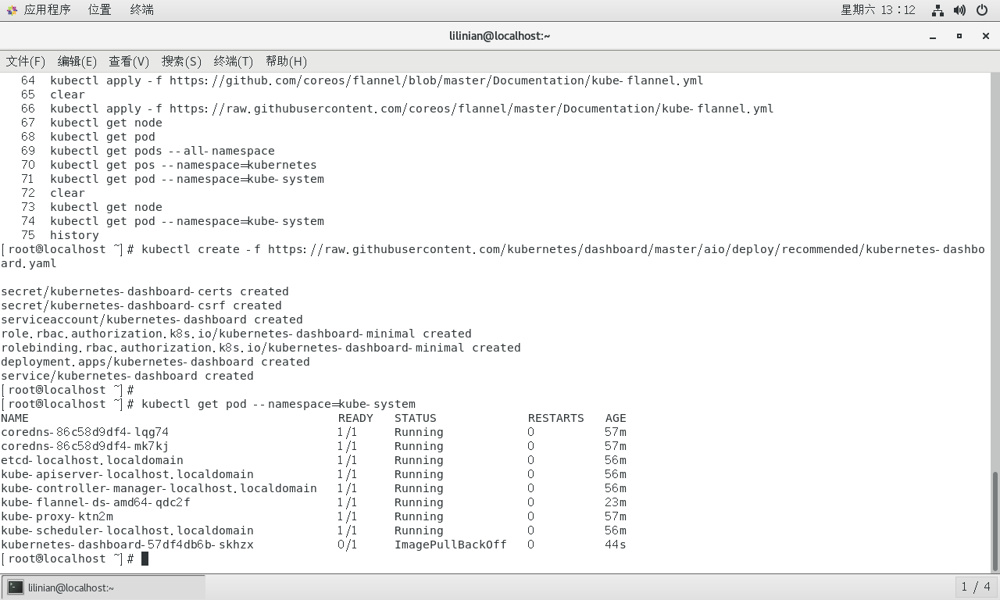 应用程序 位置 终端 星期六 13:12
lilinian@localhost:~
文件(F) 编辑(E) 查看(V) 搜索(S) 终端(T) 帮助(H)
64 kubectl apply -f https://github.com/coreos/flannel/blob/master/Documentation/kube-flannel.yml
65 clear
66 kubectl apply -f https://raw.githubusercontent.com/coreos/flannel/master/Documentation/kube-flannel.yml
67 kubectl get node
68 kubectl get pod
69 kubectl get pods --all-namespace
70 kubectl get pos --namespace=kubernetes
71 kubectl get pod --namespace=kube-system
72 clear
73 kubectl get node
74 kubectl get pod --namespace=kube-system
75 history
[root@localhost ~]# kubectl create -f https://raw.githubusercontent.com/kubernetes/dashboard/master/aio/deploy/recommended/kubernetes-dashbo
ard.yaml
secret/kubernetes-dashboard-certs created
secret/kubernetes-dashboard-csrf created
serviceaccount/kubernetes-dashboard created
role.rbac.authorization.k8s.io/kubernetes-dashboard-minimal created
rolebinding.rbac.authorization.k8s.io/kubernetes-dashboard-minimal created
deployment.apps/kubernetes-dashboard created
service/kubernetes-dashboard created
[root@localhost ~]#
[root@localhost ~]# kubectl get pod --namespace=kube-system
NAME READY STATUS RESTARTS AGE
coredns-86c58d9df4-lqg74 1/1 Running 0 57m
coredns-86c58d9df4-mk7kj 1/1 Running 0 57m
etcd-localhost.localdomain 1/1 Running 0 56m
kube-apiserver-localhost.localdomain 1/1 Running 0 56m
kube-controller-manager-localhost.localdomain 1/1 Running 0 56m
kube-flannel-ds-amd64-qdc2f 1/1 Running 0 23m
kube-proxy-ktn2m 1/1 Running 0 57m
kube-scheduler-localhost.localdomain 1/1 Running 0 56m
kubernetes-dashboard-57df4db6b-skhzx 0/1 ImagePullBackOff 0 44s
[root@localhost ~]#
lilinian@localhost:~ 1 / 4